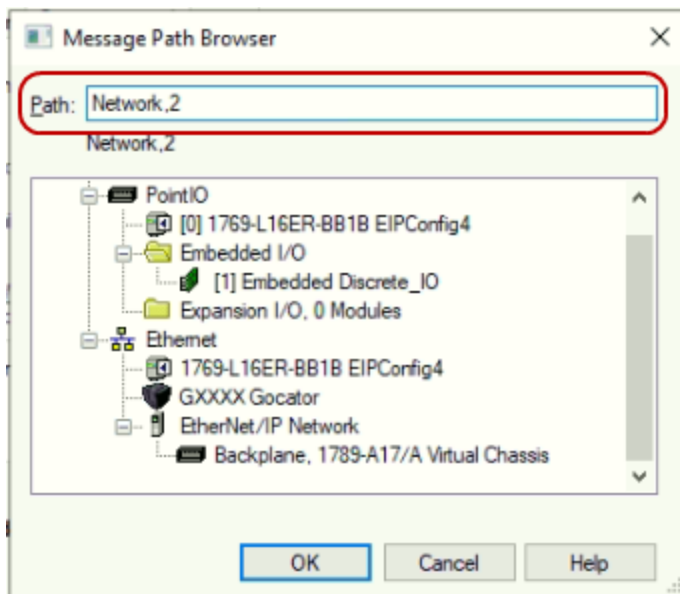 Message Path Browser
Path: Network,2
Network,2
PointIO
[0] 1769-L16ER-BB1B EIPConfig4
Embedded I/O
[1] Embedded Discrete_IO
Expansion I/O, 0 Modules
Ethernet
1769-L16ER-BB1B EIPConfig4
GXXXX Gocator
EtherNet/IP Network
Backplane, 1789-A17/A Virtual Chassis
OK Cancel Help